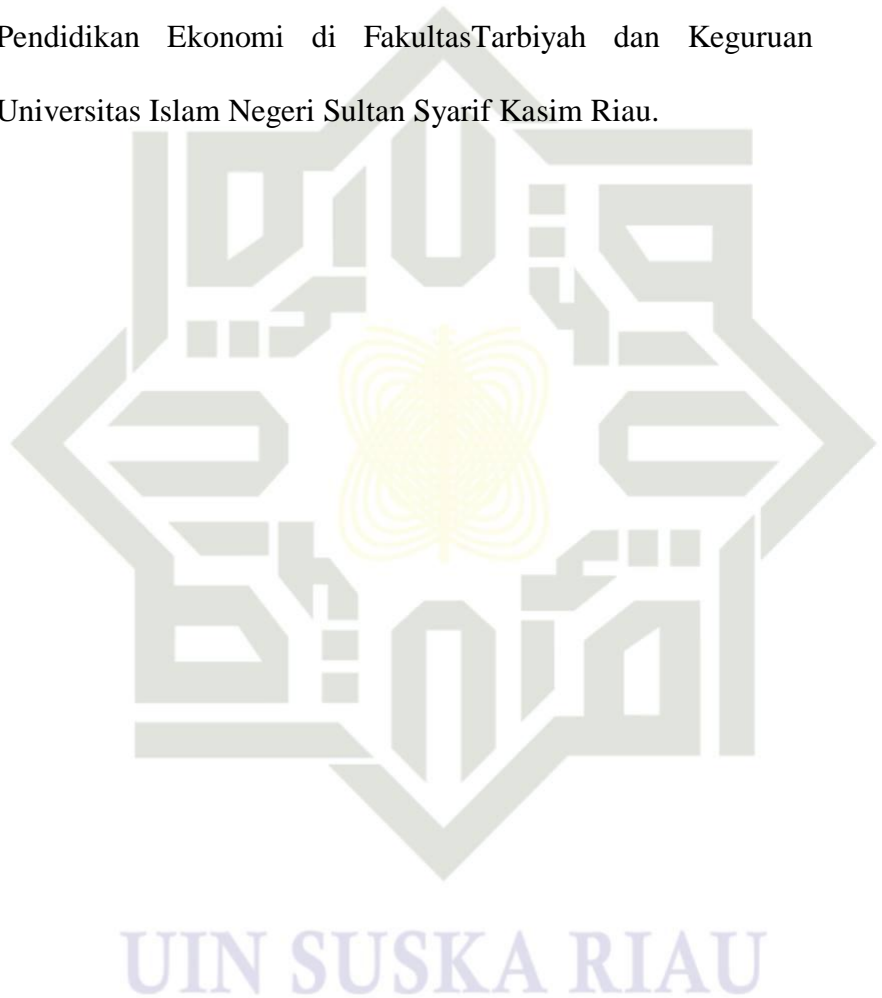 Pendidikan Ekonomi di FakultasTarbiyah dan Keguruan
Universitas Islam Negeri Sultan Syarif Kasim Riau.
UIN SUSKA RIAU